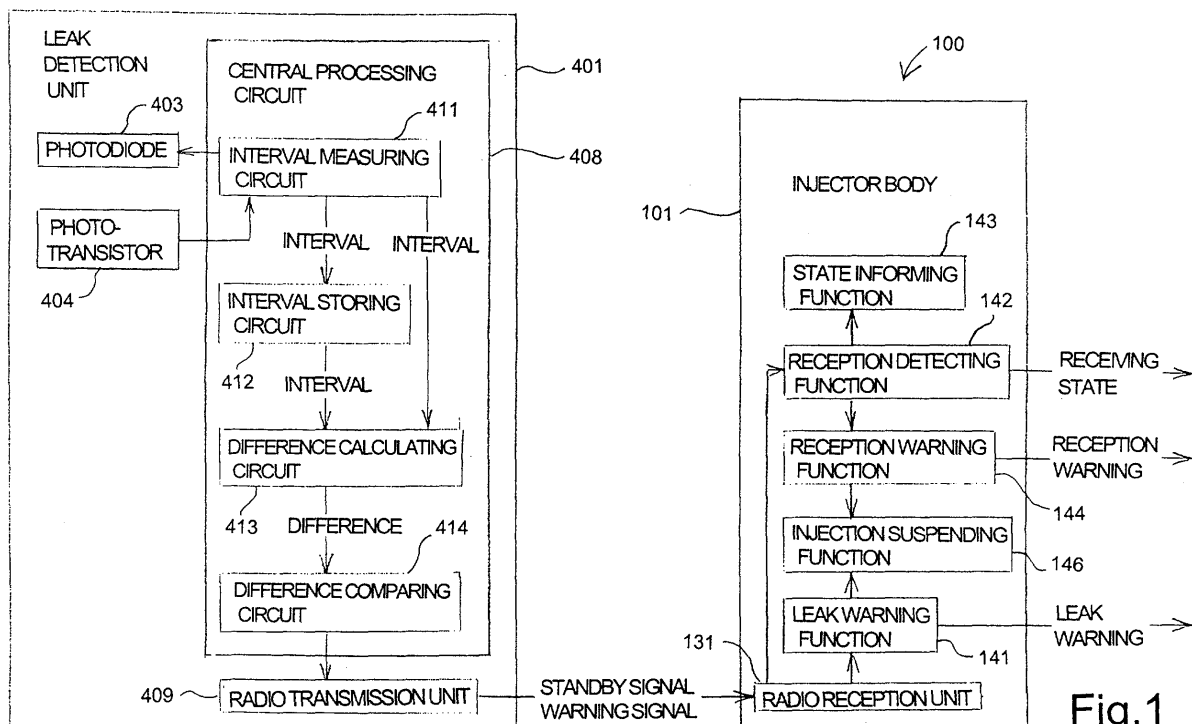 LEAK
DETECTION
UNIT
403
PHOTODIODE
PHOTO-
TRANSISTOR
404
CENTRAL PROCESSING
CIRCUIT
411
INTERVAL MEASURING
CIRCUIT
INTERVAL
INTERVAL
INTERVAL STORING
CIRCUIT
412
INTERVAL
DIFFERENCE CALCULATING
CIRCUIT
413
DIFFERENCE
414
DIFFERENCE COMPARING
CIRCUIT
409
RADIO TRANSMISSION UNIT
401
408
STANDBY SIGNAL
WARNING SIGNAL
100
101
INJECTOR BODY
143
STATE INFORMING
FUNCTION
142
RECEPTION DETECTING
FUNCTION
RECEIVING
STATE
RECEPTION WARNING
FUNCTION
RECEPTION
WARNING
144
INJECTION SUSPENDING
FUNCTION
146
LEAK WARNING
FUNCTION
LEAK
WARNING
141
131
RADIO RECEPTION UNIT
Fig.1